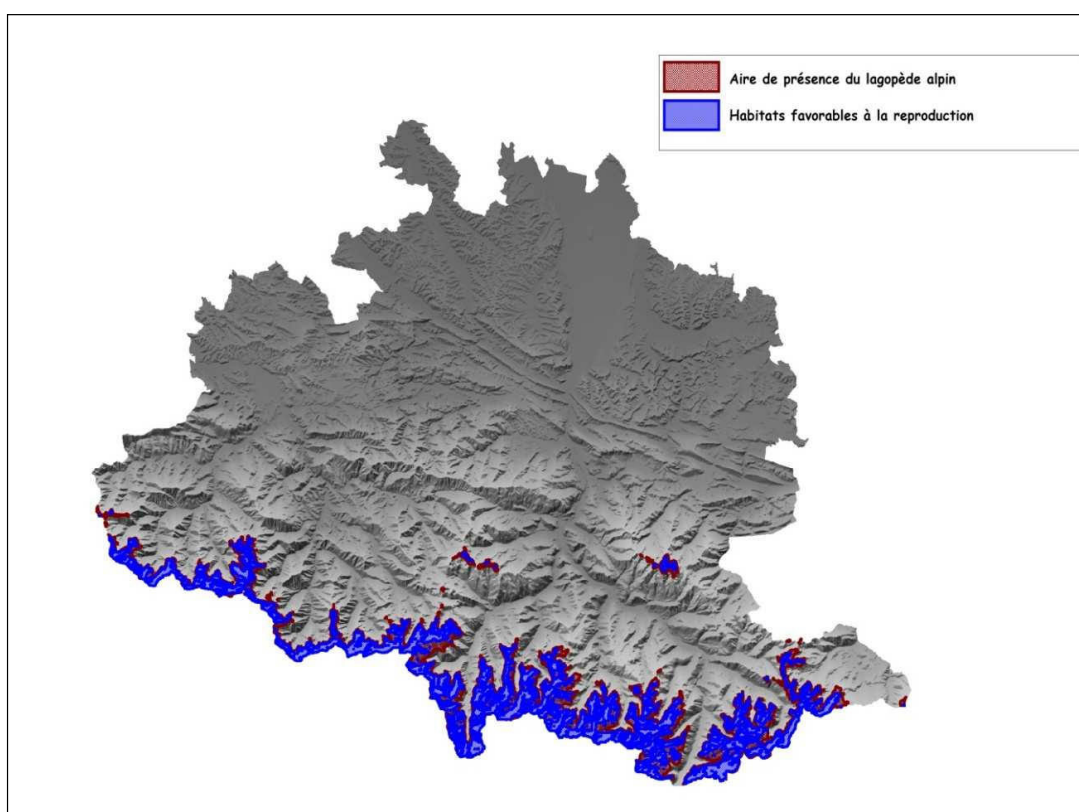 Aire de présence du lagopède alpin
Habitats favorables à la reproduction